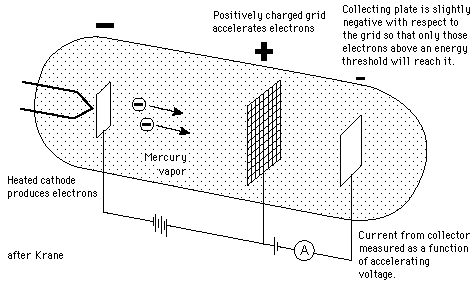 Positively charged grid
accelerates electrons
Collecting plate is slightly
negative with respect to
the grid so that only those
electrons above an energy
threshold will reach it.
Mercury
vapor
Heated cathode
produces electrons
A
Current from collector
measured as a function
of accelerating
voltage.
after Krane